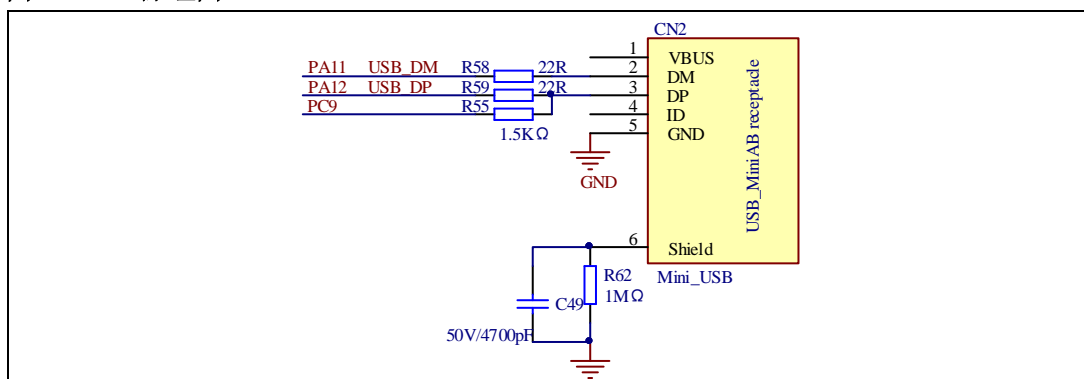 CN2
1 VBUS
PA11 USB_DM R58 22R 2 DM
PA12 USB_DP R59 22R 3 DP
PC9 R55 4 ID
1.5KΩ 5 GND
GND
USB_MiniAB receptacle
6 Shield
R62 Mini_USB
C49 1MΩ
50V/4700pF